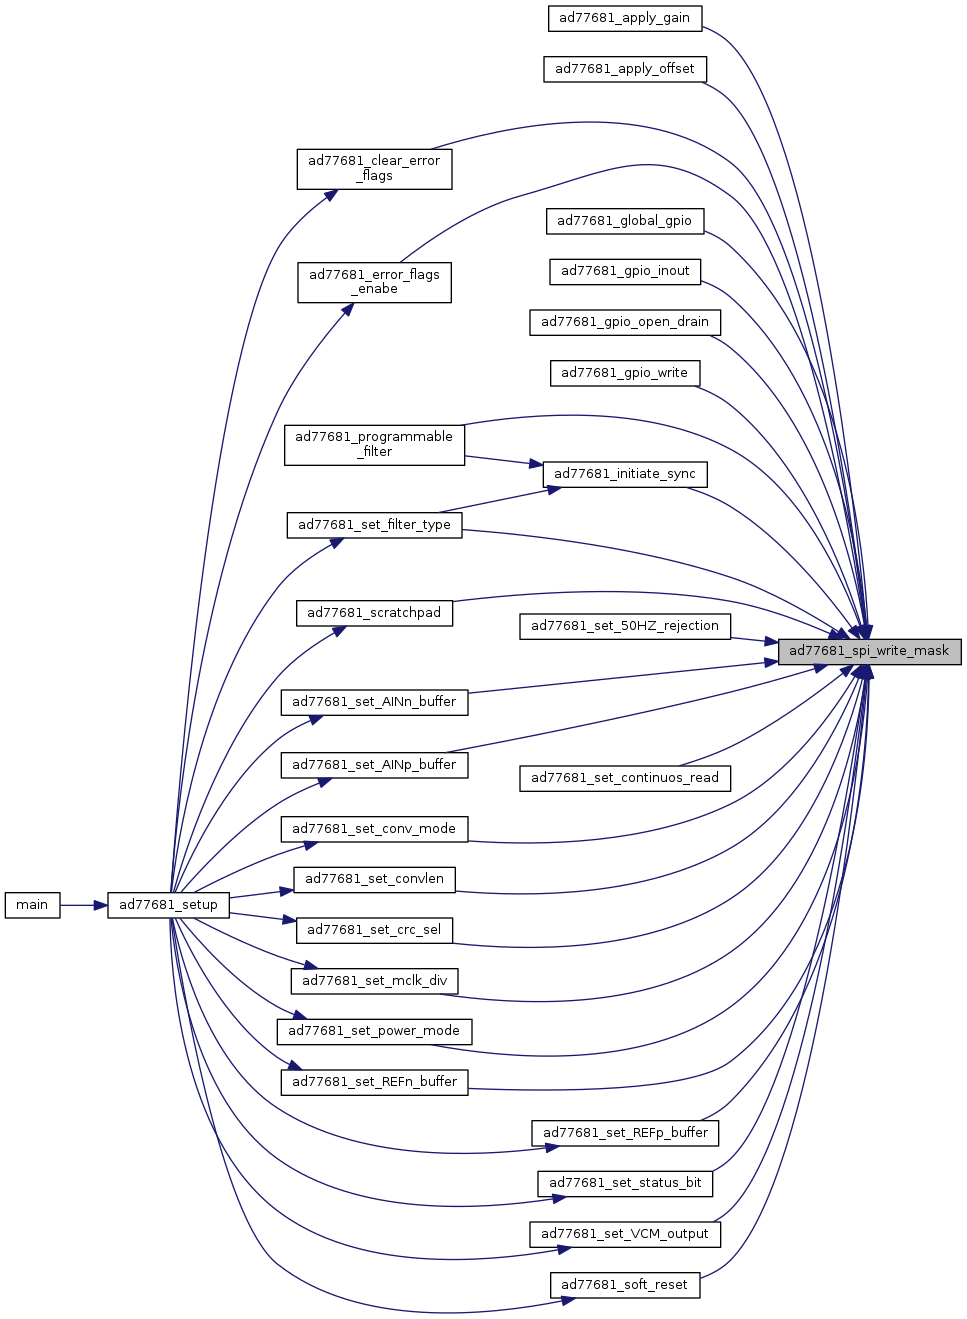 ad77681_apply_gain
ad77681_apply_offset
ad77681_clear_error
_flags
ad77681_global_gpio
ad77681_gpio_inout
ad77681_error_flags
_enabe
ad77681_gpio_open_drain
ad77681_gpio_write
ad77681_programmable
_filter
ad77681_initiate_sync
ad77681_set_filter_type
ad77681_scratchpad
ad77681_set_50HZ_rejection
ad77681_spi_write_mask
ad77681_set_AINn_buffer
ad77681_set_AINp_buffer
ad77681_set_continuos_read
ad77681_set_conv_mode
ad77681_set_convlen
main
ad77681_setup
ad77681_set_crc_sel
ad77681_set_mclk_div
ad77681_set_power_mode
ad77681_set_REFn_buffer
ad77681_set_REFp_buffer
ad77681_set_status_bit
ad77681_set_VCM_output
ad77681_soft_reset